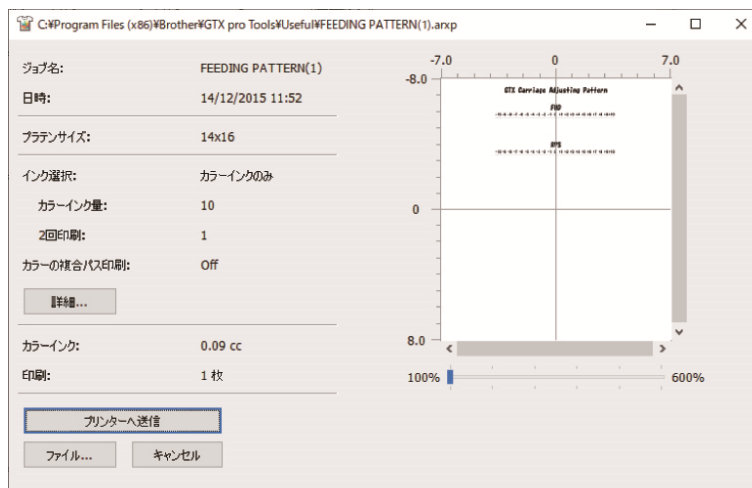 C:¥Program Files (x86)¥Brother¥GTX pro Tools¥Useful¥FEEDING PATTERN(1).arxp
ジョブ名: FEEDING PATTERN(1)
日時: 14/12/2015 11:52
プラテンサイズ: 14x16
インク選択: カラーインクのみ
カラーインク量: 10
2回印刷: 1
カラーの複合パス印刷: Off
詳細...
カラーインク: 0.09 cc
印刷: 1 枚
プリンターへ送信
ファイル... キャンセル
-7.0 0 7.0
-8.0
GTX Carriage Adjusting Pattern
0
8.0
100% 600%